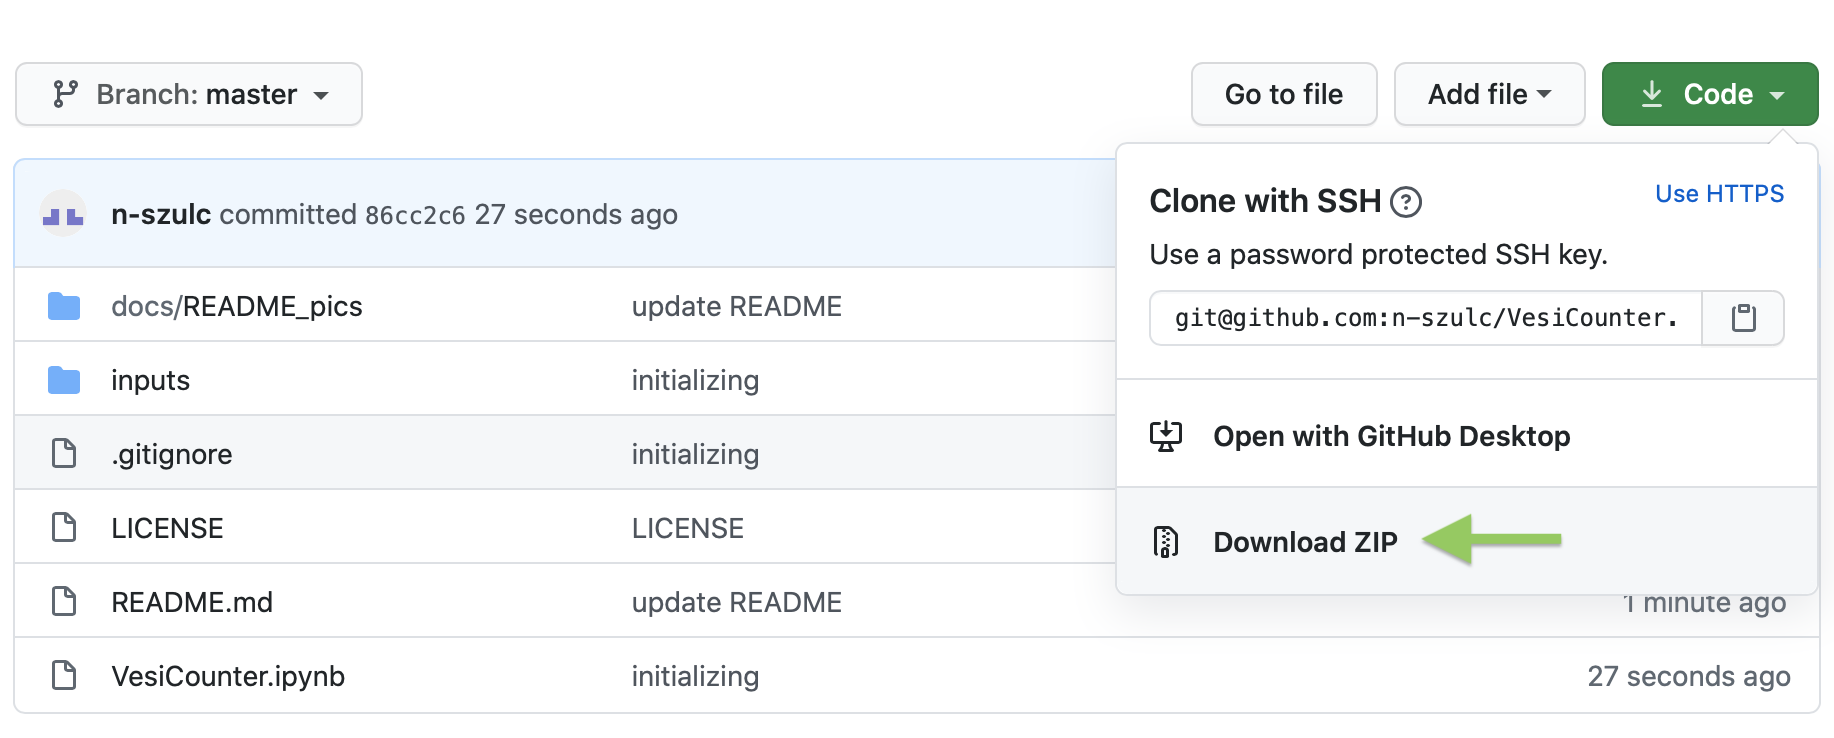 Branch: master
Go to file
Add file
Code
n-szulc committed 86cc2c6 27 seconds ago
Clone with SSH ?
Use HTTPS
Use a password protected SSH key.
git@github.com:n-szulc/VesiCounter.
Open with GitHub Desktop
Download ZIP
docs/README_pics update README
inputs initializing
.gitignore initializing
LICENSE LICENSE
README.md update README 1 minute ago
VesiCounter.ipynb initializing 27 seconds ago